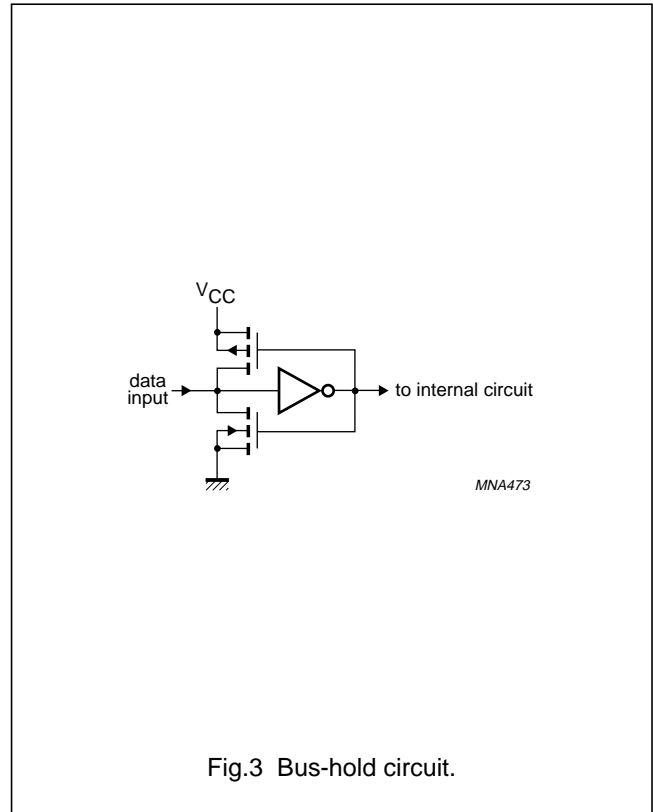 VCC
data
input
to internal circuit
MNA473
Fig.3 Bus-hold circuit.